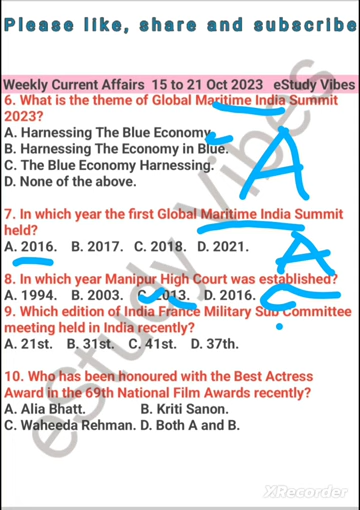 Please like, share and subscribe
Weekly Current Affairs 15 to 21 Oct 2023 eStudy Vibes
6. What is the theme of Global Maritime India Summit
2023?
A. Harnessing The Blue Economy.
B. Harnessing The Economy in Blue.
C. The Blue Economy Harnessing.
D. None of the above.
A
7. In which year the first Global Maritime India Summit
held?
A. 2016. B. 2017. C. 2018. D. 2021.
A
8. In which year Manipur High Court was established?
A. 1994. B. 2003. C. 2013. D. 2016.
C
9. Which edition of India France Military Sub Committee
meeting held in India recently?
A. 21st. B. 31st. C. 41st. D. 37th.
10. Who has been honoured with the Best Actress
Award in the 69th National Film Awards recently?
A. Alia Bhatt. B. Kriti Sanon.
C. Waheeda Rehman. D. Both A and B.
eStudy Vibes
XRecorder